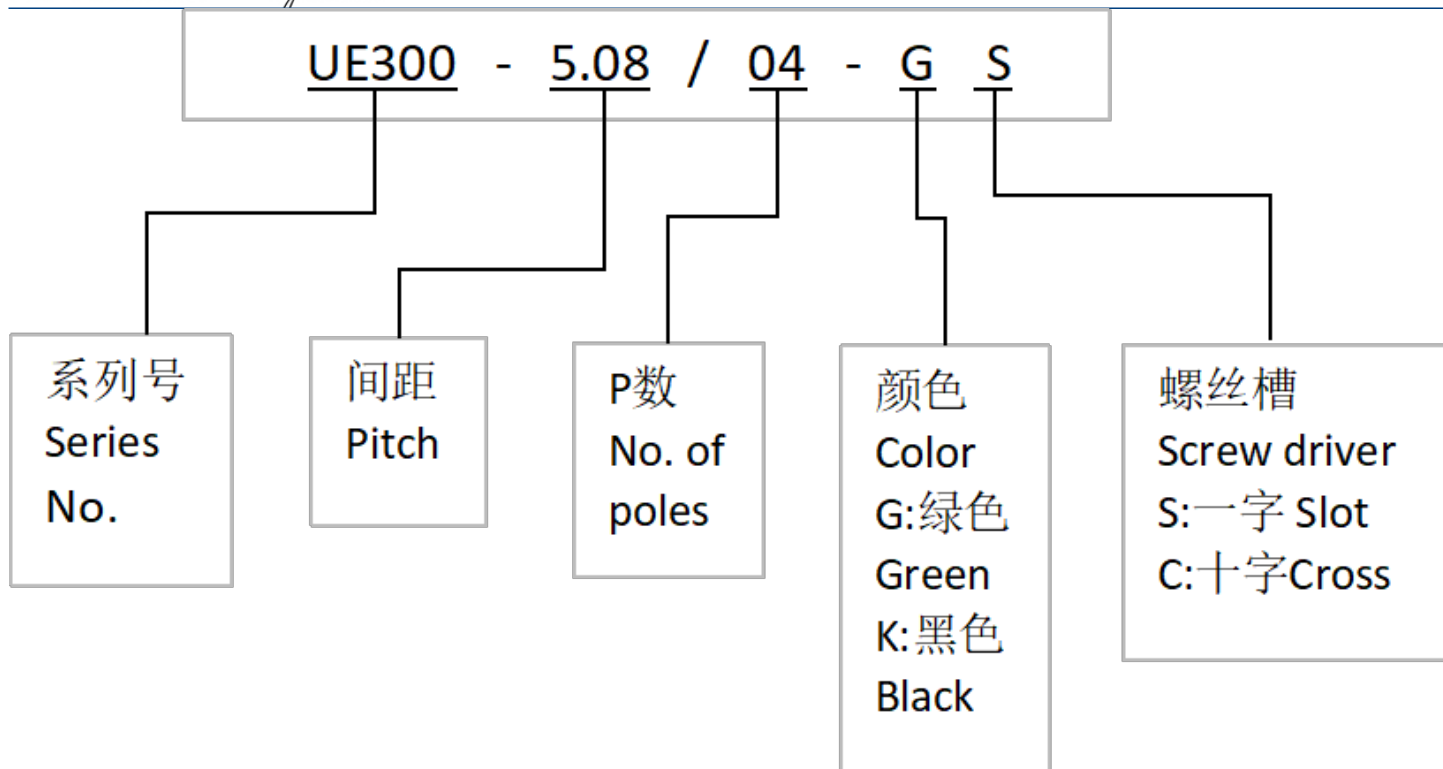 UE300 - 5.08 / 04 - G S
系列号
Series
No.
间距
Pitch
P数
No. of
poles
颜色
Color
G:绿色
Green
K:黑色
Black
螺丝槽
Screw driver
S:一字 Slot
C:十字Cross